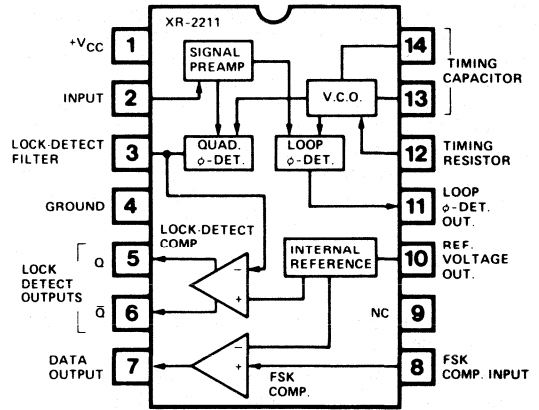 XR-2211
+VCC
1
INPUT
2
LOCK-DETECT
FILTER
3
GROUND
4
LOCK
DETECT
OUTPUTS
Q
5
Q̅
6
DATA
OUTPUT
7
SIGNAL
PREAMP
V.C.O.
QUAD.
φ-DET.
LOOP
φ-DET.
LOCK-DETECT
COMP
−
+
INTERNAL
REFERENCE
−
+
FSK
COMP.
14
13
TIMING
CAPACITOR
12
TIMING
RESISTOR
11
LOOP
φ-DET.
OUT.
10
REF.
VOLTAGE
OUT.
NC
9
8
FSK
COMP. INPUT